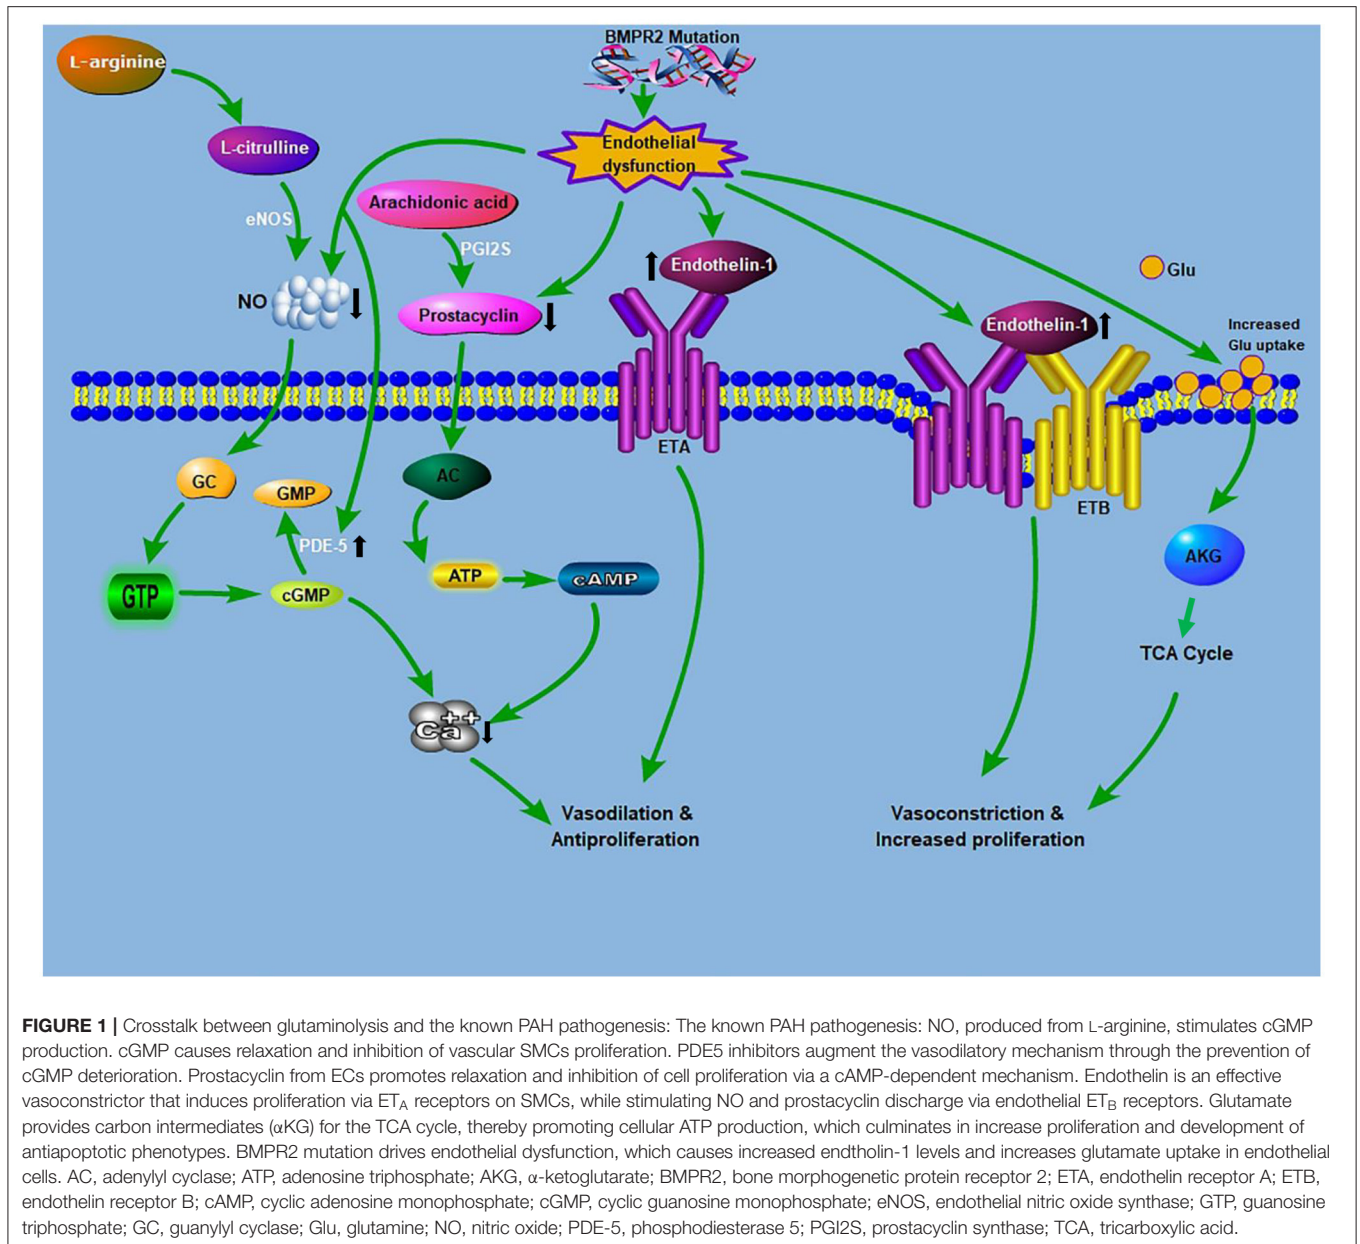 BMPR2 Mutation
L-arginine
Endothelial
dysfunction
L-citrulline
Arachidonic acid
eNOS
PGI2S
Endothelin-1
Glu
NO
Prostacyclin
Endothelin-1
Increased
Glu uptake
ETA
GC
GMP
AC
ETB
PDE-5
AKG
GTP
cGMP
ATP
cAMP
TCA Cycle
Ca++
Vasodilation &
Antiproliferation
Vasoconstriction &
Increased proliferation
FIGURE 1 | Crosstalk between glutaminolysis and the known PAH pathogenesis: The known PAH pathogenesis: NO, produced from L-arginine, stimulates cGMP
production. cGMP causes relaxation and inhibition of vascular SMCs proliferation. PDE5 inhibitors augment the vasodilatory mechanism through the prevention of
cGMP deterioration. Prostacyclin from ECs promotes relaxation and inhibition of cell proliferation via a cAMP-dependent mechanism. Endothelin is an effective
vasoconstrictor that induces proliferation via ETA receptors on SMCs, while stimulating NO and prostacyclin discharge via endothelial ETB receptors. Glutamate
provides carbon intermediates (αKG) for the TCA cycle, thereby promoting cellular ATP production, which culminates in increase proliferation and development of
antiapoptotic phenotypes. BMPR2 mutation drives endothelial dysfunction, which causes increased endtholin-1 levels and increases glutamate uptake in endothelial
cells. AC, adenylyl cyclase; ATP, adenosine triphosphate; AKG, α-ketoglutarate; BMPR2, bone morphogenetic protein receptor 2; ETA, endothelin receptor A; ETB,
endothelin receptor B; cAMP, cyclic adenosine monophosphate; cGMP, cyclic guanosine monophosphate; eNOS, endothelial nitric oxide synthase; GTP, guanosine
triphosphate; GC, guanylyl cyclase; Glu, glutamine; NO, nitric oxide; PDE-5, phosphodiesterase 5; PGI2S, prostacyclin synthase; TCA, tricarboxylic acid.